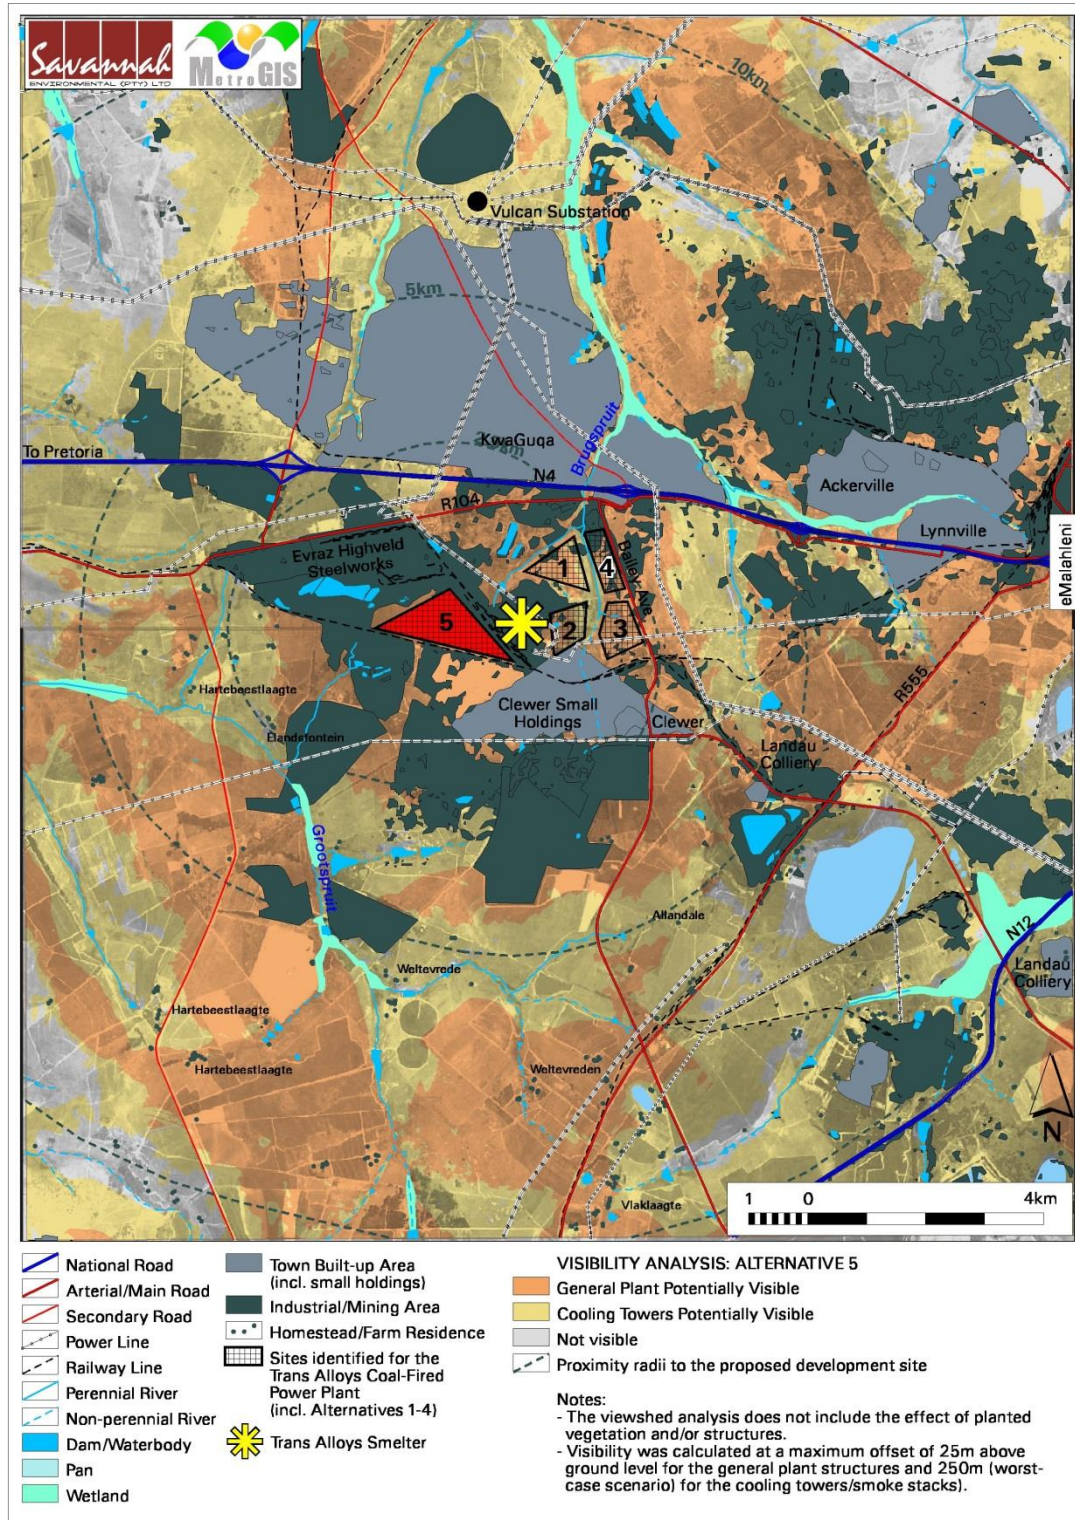 Savannah
ENVIRONMENTAL (PTY) LTD
MetroGIS
10km
Vulcan Substation
5km
KwaGuqa
Brugspruit
To Pretoria
N4
Ackerville
R104
Lynnville
Evraz Highveld
Steelworks
Bailey Ave
eMalahleni
1
4
5
2
3
R555
Hartebeestlaagte
Clewer Small
Holdings
Clewer
Elandsfontein
Landau
Colliery
Grootspruit
Allandale
N12
Weltevrede
Landau
Colliery
Hartebeestlaagte
Hartebeestlaagte
Weltevreden
N
Vlaklaagte
1 0 4km
National Road
Arterial/Main Road
Secondary Road
Power Line
Railway Line
Perennial River
Non-perennial River
Dam/Waterbody
Pan
Wetland
Town Built-up Area
(incl. small holdings)
Industrial/Mining Area
Homestead/Farm Residence
Sites identified for the
Trans Alloys Coal-Fired
Power Plant
(incl. Alternatives 1-4)
Trans Alloys Smelter
VISIBILITY ANALYSIS: ALTERNATIVE 5
General Plant Potentially Visible
Cooling Towers Potentially Visible
Not visible
Proximity radii to the proposed development site
Notes:
- The viewshed analysis does not include the effect of planted
vegetation and/or structures.
- Visibility was calculated at a maximum offset of 25m above
ground level for the general plant structures and 250m (worst-
case scenario) for the cooling towers/smoke stacks).